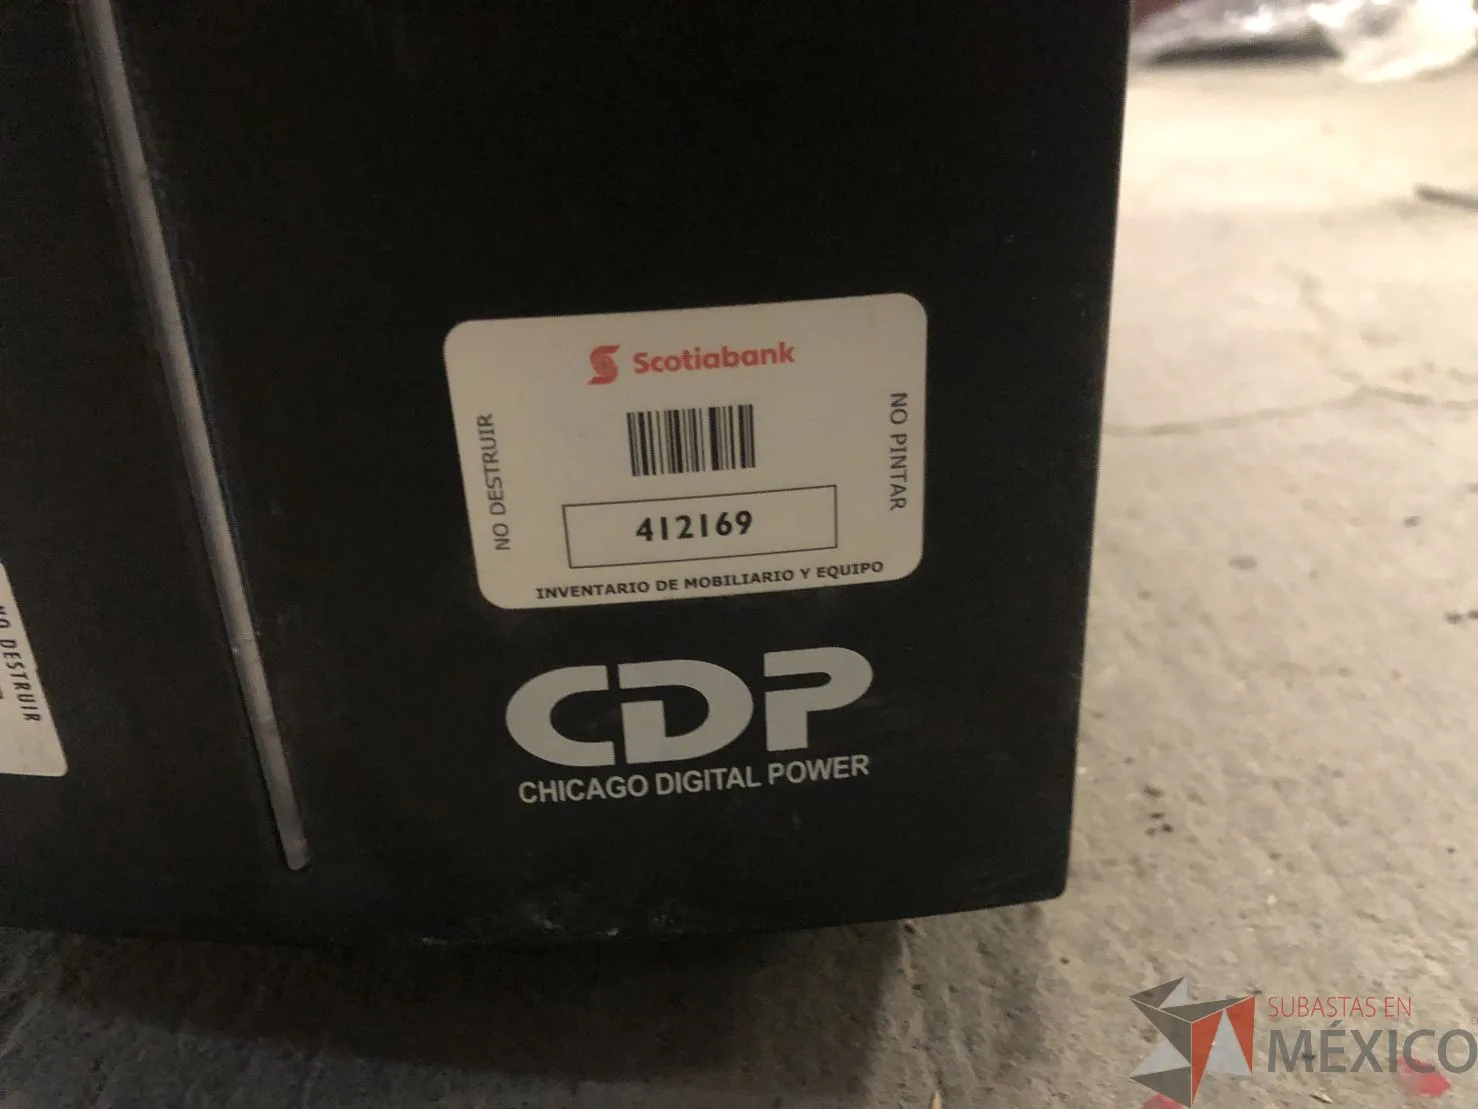 Scotiabank
NO DESTRUIR
NO PINTAR
412169
INVENTARIO DE MOBILIARIO Y EQUIPO
CDP
CHICAGO DIGITAL POWER
NO DESTRUIR
SUBASTAS EN
MÉXICO